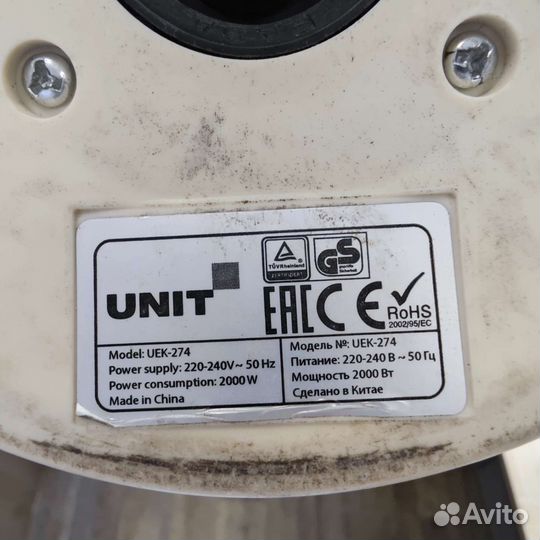 UNIT
TÜVRheinland
ZERTIFIZIERT
GS
geprüfte
Sicherheit
EAC CE RoHS
2002/95/EC
Model: UEK-274
Power supply: 220-240V ~ 50 Hz
Power consumption: 2000 W
Made in China
Модель №: UEK-274
Питание: 220-240 В ~ 50 Гц
Мощность 2000 Вт
Сделано в Китае
Avito